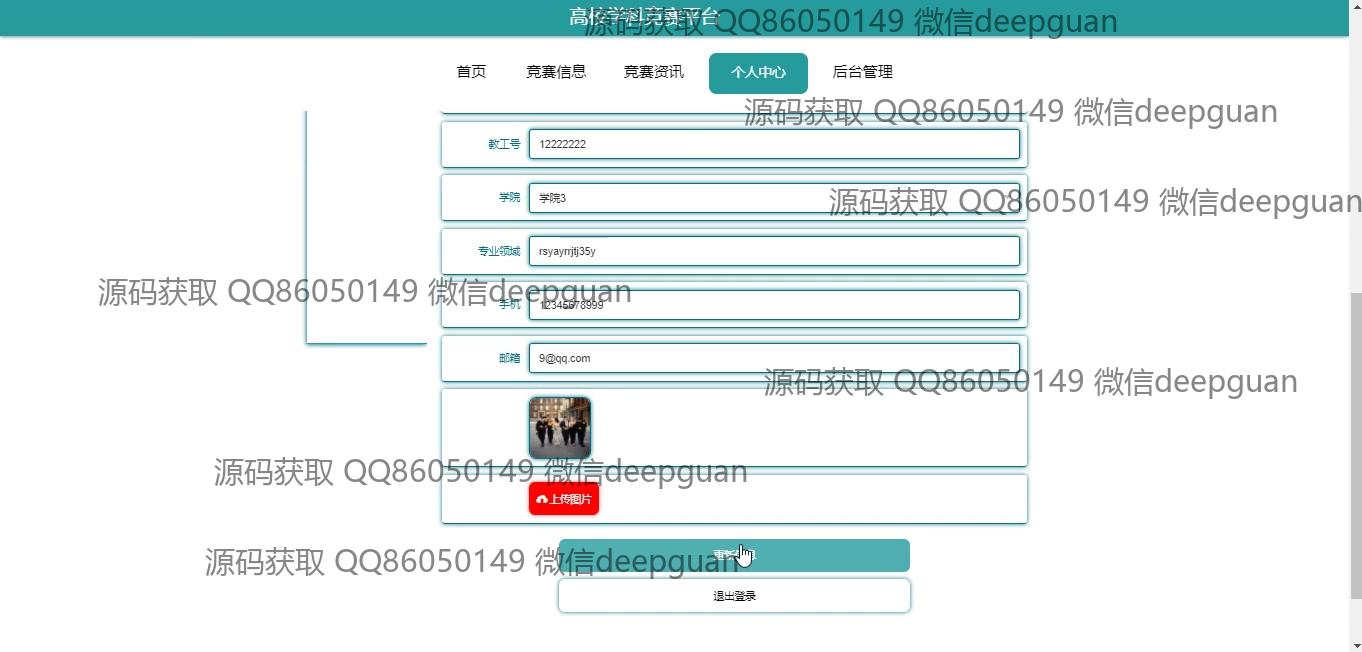 高校学科竞赛平台
源码获取 QQ86050149 微信deepguan
首页 竞赛信息 竞赛资讯 个人中心 后台管理
源码获取 QQ86050149 微信deepguan
教工号 12222222
学院 学院3
源码获取 QQ86050149 微信deepguan
专业领域 rsyayrrjtj35y
源码获取 QQ86050149 微信deepguan
手机 12345678999
邮箱 9@qq.com
源码获取 QQ86050149 微信deepguan
源码获取 QQ86050149 微信deepguan
上传图片
源码获取 QQ86050149 微信deepguan
退出登录